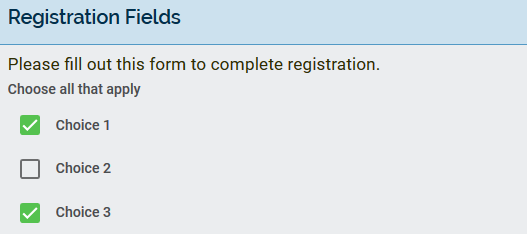 Registration Fields
Please fill out this form to complete registration.
Choose all that apply
Choice 1
Choice 2
Choice 3